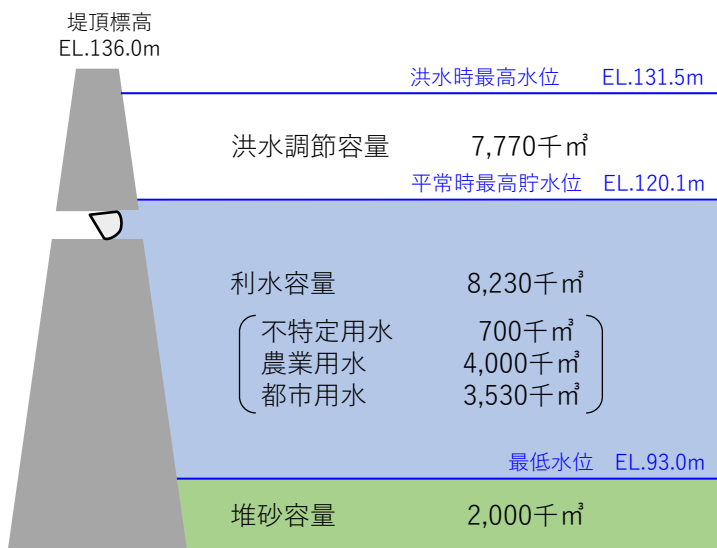 堤頂標高
EL.136.0m
洪水時最高水位 EL.131.5m
洪水調節容量 7,770千㎥
平常時最高貯水位 EL.120.1m
利水容量 8,230千㎥
不特定用水 700千㎥
農業用水 4,000千㎥
都市用水 3,530千㎥
最低水位 EL.93.0m
堆砂容量 2,000千㎥